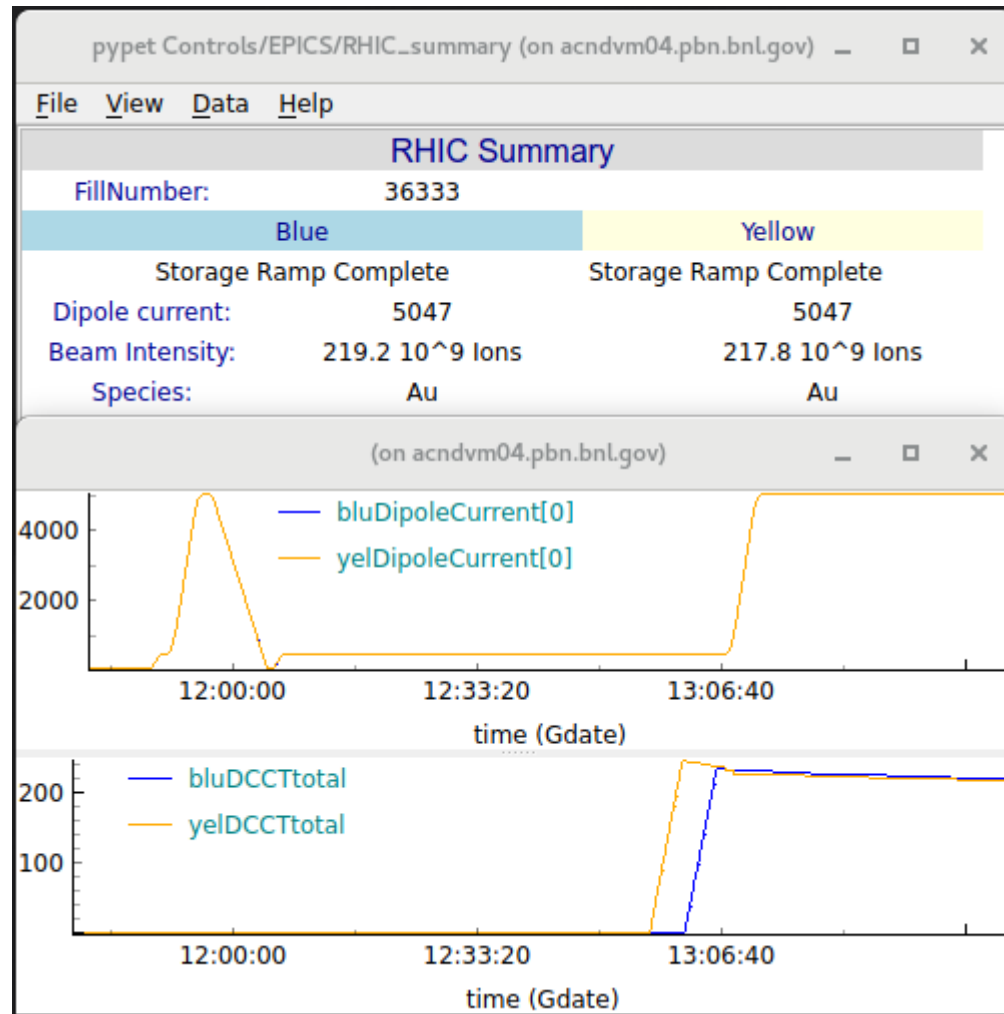 pypet Controls/EPICS/RHIC_summary (on acndvm04.pbn.bnl.gov)
File View Data Help
RHIC Summary
FillNumber: 36333
Blue Yellow
Storage Ramp Complete Storage Ramp Complete
Dipole current: 5047 5047
Beam Intensity: 219.2 10^9 Ions 217.8 10^9 Ions
Species: Au Au
(on acndvm04.pbn.bnl.gov)
bluDipoleCurrent[0]
4000
yelDipoleCurrent[0]
2000
12:00:00 12:33:20 13:06:40
time (Gdate)
bluDCCTtotal
200
yelDCCTtotal
100
12:00:00 12:33:20 13:06:40
time (Gdate)